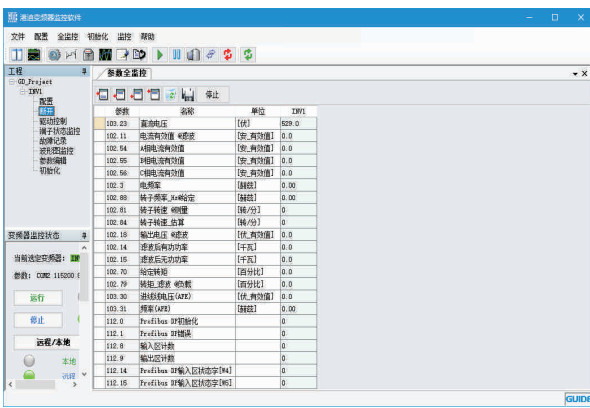 港迪变频器监控软件
文件 配置 全监控 初始化 监控 帮助
工程
参数全监控
GD_Project
INV1
配置
断开
驱动控制
端子状态监控
故障记录
波形图监控
参数编辑
初始化
停止
参数 名称 单位 INV1
103.23 直流电压 [伏] 529.0
102.11 电流有效值 @滤波 [安_有效值] 0.0
102.54 A相电流有效值 [安_有效值] 0.0
102.55 B相电流有效值 [安_有效值] 0.0
102.56 C相电流有效值 [安_有效值] 0.0
102.3 电频率 [赫兹] 0.00
102.88 转子频率_Hz@给定 [赫兹] 0.00
102.81 转子转速 @测量 [转/分] 0
102.84 转子转速_估算 [转/分] 0
102.18 输出电压 @滤波 [伏_有效值] 0.0
102.14 滤波后有功功率 [千瓦] 0.0
102.15 滤波后无功功率 [千瓦] 0.0
102.70 给定转矩 [百分比] 0.0
102.79 转矩_滤波 @负载 [百分比] 0.0
103.30 进线线电压(AFE) [伏_有效值] 0.0
103.31 频率(AFE) [赫兹] 0.00
112.0 Profibus DP初始化 0
112.1 Profibus DP错误 0
112.8 输入区计数 0
112.9 输出区计数 0
112.14 Profibus DP输入区状态字[W4] 0
112.15 Profibus DP输入区状态字[W5] 0
变频器监控状态
当前选定变频器:
参数: COM2 115200
运行
停止
远程/本地
本地
远程
GUIDE